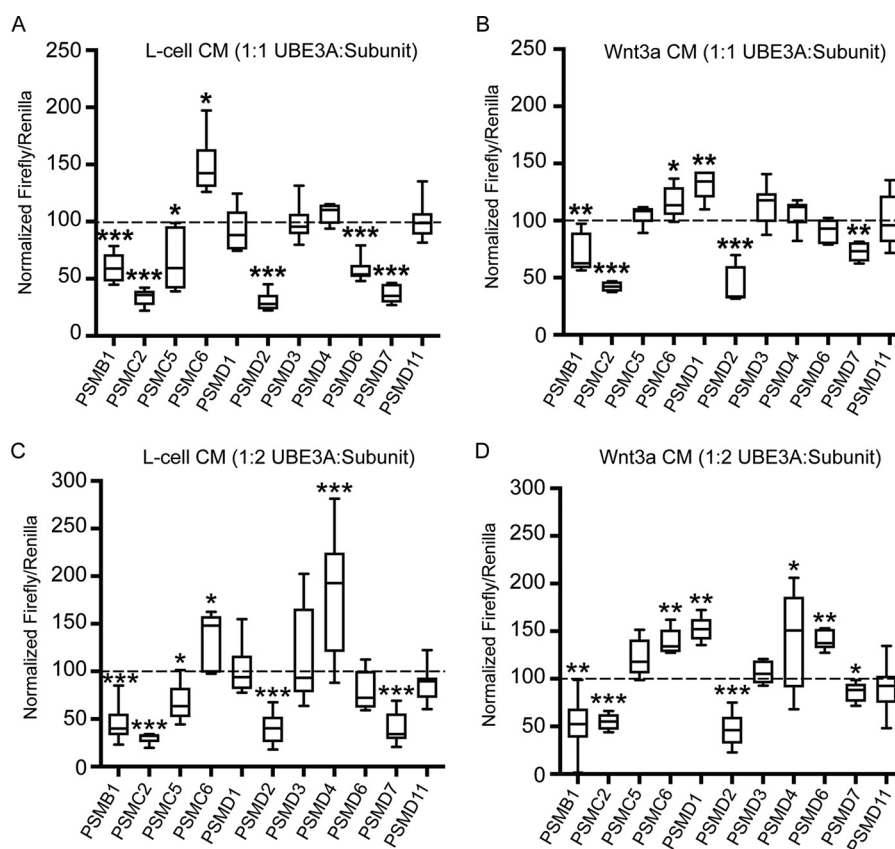 A
L-cell CM (1:1 UBE3A:Subunit)
Normalized Firefly/Renilla
250
200
150
100
50
0
***
***
*
*
***
***
***
PSMB1
PSMC2
PSMC5
PSMC6
PSMD1
PSMD2
PSMD3
PSMD4
PSMD6
PSMD7
PSMD11
B
Wnt3a CM (1:1 UBE3A:Subunit)
Normalized Firefly/Renilla
250
200
150
100
50
0
**
***
*
**
***
**
PSMB1
PSMC2
PSMC5
PSMC6
PSMD1
PSMD2
PSMD3
PSMD4
PSMD6
PSMD7
PSMD11
C
L-cell CM (1:2 UBE3A:Subunit)
Normalized Firefly/Renilla
300
250
200
150
100
50
0
***
***
*
*
***
***
***
PSMB1
PSMC2
PSMC5
PSMC6
PSMD1
PSMD2
PSMD3
PSMD4
PSMD6
PSMD7
PSMD11
D
Wnt3a CM (1:2 UBE3A:Subunit)
Normalized Firefly/Renilla
300
250
200
150
100
50
0
**
***
**
**
***
*
**
*
PSMB1
PSMC2
PSMC5
PSMC6
PSMD1
PSMD2
PSMD3
PSMD4
PSMD6
PSMD7
PSMD11